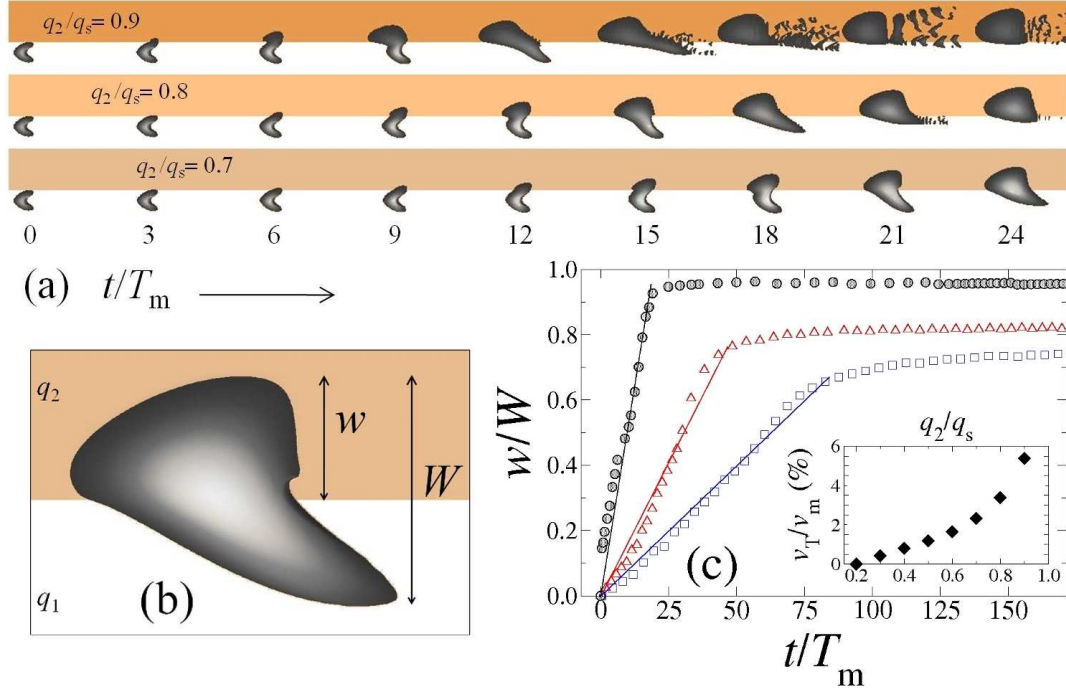 q₂/qₛ= 0.9
q₂/qₛ= 0.8
q₂/qₛ= 0.7
0 3 6 9 12 15 18 21 24
(a) t/Tₘ
q₂
w
W
q₁
(b)
1.0
0.8
0.6
0.4
0.2
0.0
w/W
0 25 50 75 100 125 150
t/Tₘ
(c)
q₂/qₛ
6
4
2
0
v_T/vₘ (%)
0.2 0.4 0.6 0.8 1.0